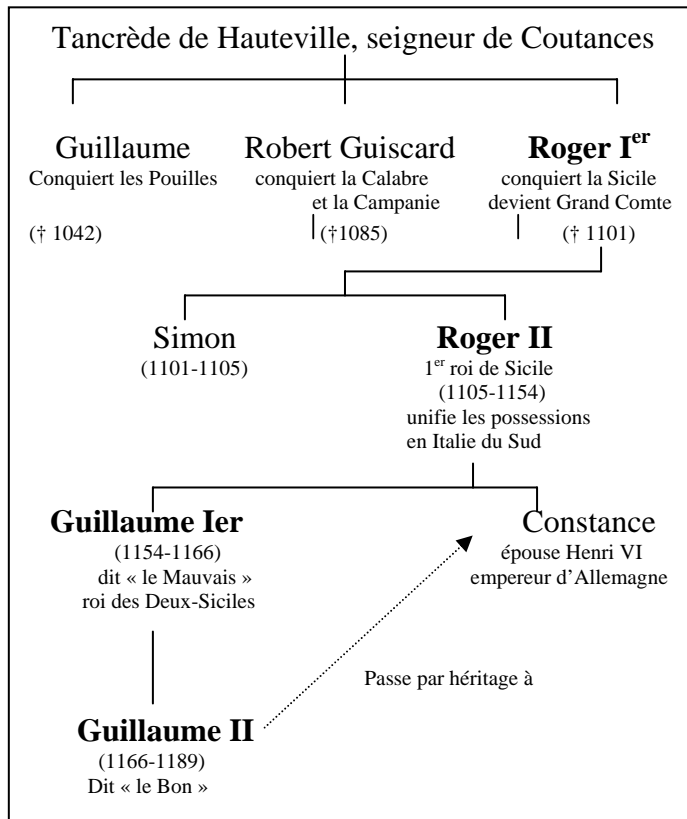 Tancrède de Hauteville, seigneur de Coutances
Guillaume
Conquiert les Pouilles
(† 1042)
Robert Guiscard
conquiert la Calabre
et la Campanie
(†1085)
Roger Ier
conquiert la Sicile
devient Grand Comte
(† 1101)
Simon
(1101-1105)
Roger II
1er roi de Sicile
(1105-1154)
unifie les possessions
en Italie du Sud
Guillaume Ier
(1154-1166)
dit « le Mauvais »
roi des Deux-Siciles
Constance
épouse Henri VI
empereur d’Allemagne
Passe par héritage à
Guillaume II
(1166-1189)
Dit « le Bon »